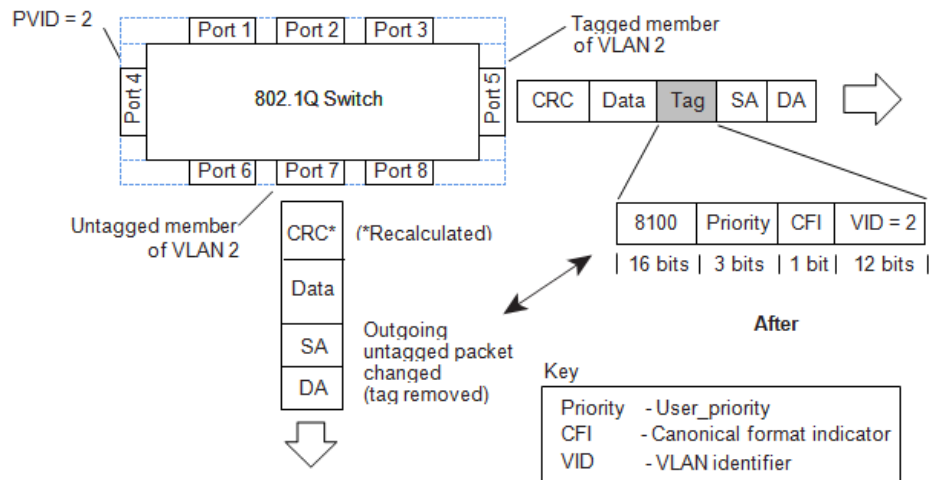 PVID = 2
Port 1
Port 2
Port 3
Tagged member
of VLAN 2
Port 4
802.1Q Switch
Port 5
CRC
Data
Tag
SA
DA
Port 6
Port 7
Port 8
Untagged member
of VLAN 2
CRC*
(*Recalculated)
8100
Priority
CFI
VID = 2
16 bits
3 bits
1 bit
12 bits
Data
SA
DA
Outgoing
untagged packet
changed
(tag removed)
After
Key
Priority - User_priority
CFI - Canonical format indicator
VID - VLAN identifier